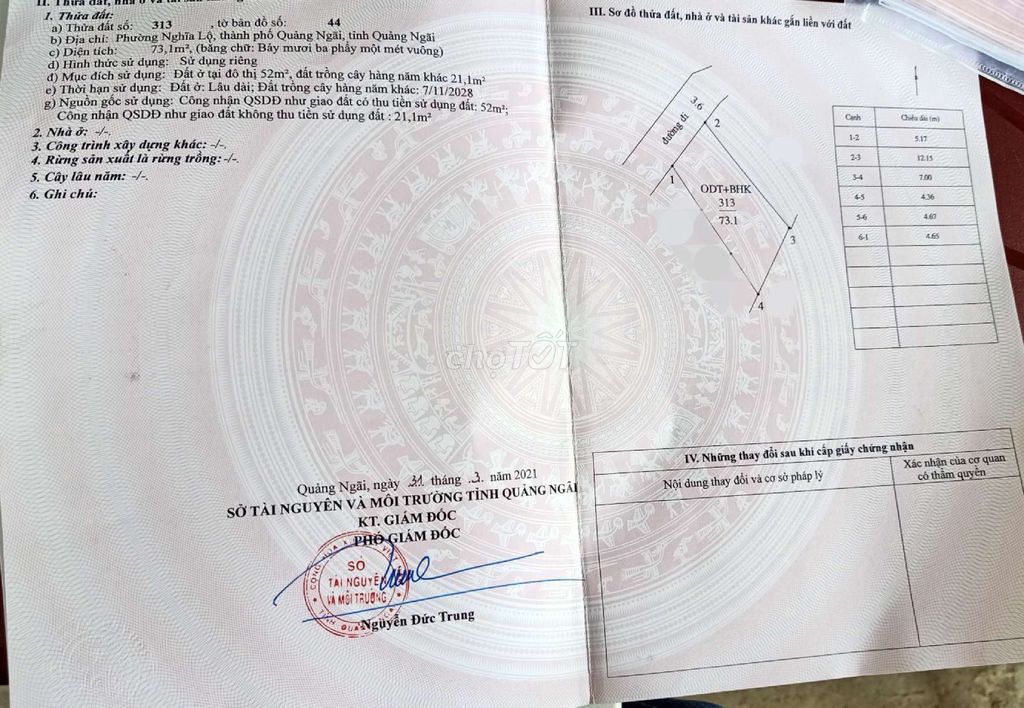 II. Thửa đất, nhà ở và tài sản
1. Thửa đất:
a) Thửa đất số: 313 , tờ bản đồ số: 44
b) Địa chỉ: Phường Nghĩa Lộ, thành phố Quảng Ngãi, tỉnh Quảng Ngãi
c) Diện tích: 73,1m², (bằng chữ: Bảy mươi ba phẩy một mét vuông)
d) Hình thức sử dụng: Sử dụng riêng
đ) Mục đích sử dụng: Đất ở tại đô thị 52m², đất trồng cây hàng năm khác 21,1m²
e) Thời hạn sử dụng: Đất ở: Lâu dài; Đất trồng cây hàng năm khác: 7/11/2028
g) Nguồn gốc sử dụng: Công nhận QSDĐ như giao đất có thu tiền sử dụng đất: 52m²;
Công nhận QSDĐ như giao đất không thu tiền sử dụng đất : 21,1m²
2. Nhà ở: -/-.
3. Công trình xây dựng khác: -/-.
4. Rừng sản xuất là rừng trồng:-/-.
5. Cây lâu năm: -/-.
6. Ghi chú:
Quảng Ngãi, ngày 31 tháng 3 năm 2021
SỞ TÀI NGUYÊN VÀ MÔI TRƯỜNG TỈNH QUẢNG NGÃI
KT. GIÁM ĐỐC
PHÓ GIÁM ĐỐC
SỞ
TÀI NGUYÊN
VÀ MÔI TRƯỜNG
Nguyễn Đức Trung
III. Sơ đồ thửa đất, nhà ở và tài sản khác gắn liền với đất
3.6
đường đi
2
1
ODT+BHK
313
73.1
3
4
Cạnh Chiều dài (m)
1-2 5.17
2-3 12.15
3-4 7.00
4-5 4.36
5-6 4.67
6-1 4.65
chợTỐT
IV. Những thay đổi sau khi cấp giấy chứng nhận
Nội dung thay đổi và cơ sở pháp lý
Xác nhận của cơ quan
có thẩm quyền